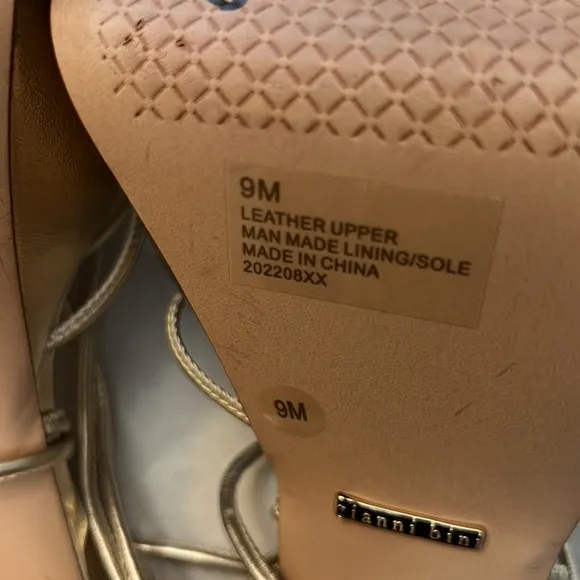 9M
LEATHER UPPER
MAN MADE LINING/SOLE
MADE IN CHINA
202208XX
9M
gianni bini